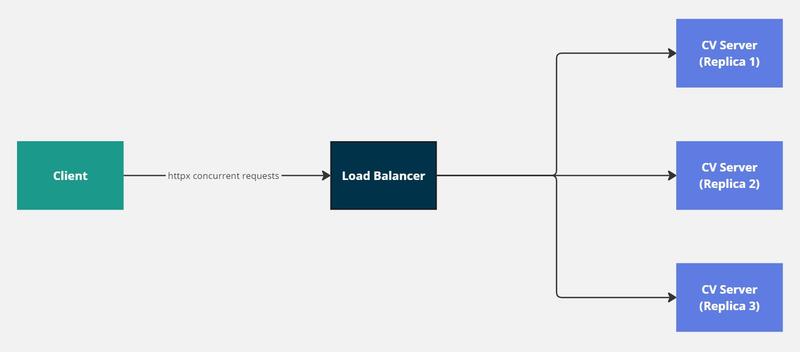 Client
httpx concurrent requests
Load Balancer
CV Server
(Replica 1)
CV Server
(Replica 2)
CV Server
(Replica 3)